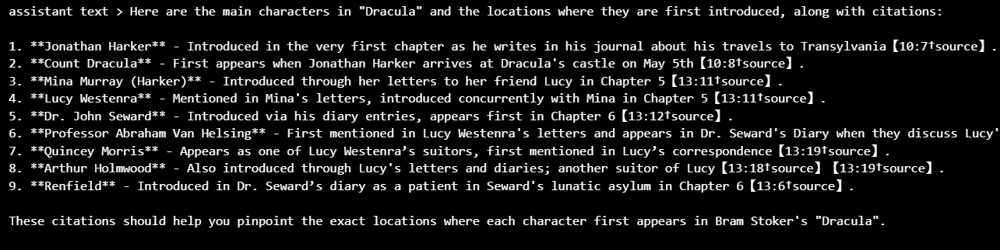 assistant text > Here are the main characters in "Dracula" and the locations where they are first introduced, along with citations:
1. **Jonathan Harker** - Introduced in the very first chapter as he writes in his journal about his travels to Transylvania【10:7†source】.
2. **Count Dracula** - First appears when Jonathan Harker arrives at Dracula's castle on May 5th【10:8†source】.
3. **Mina Murray (Harker)** - Introduced through her letters to her friend Lucy in Chapter 5【13:11†source】.
4. **Lucy Westenra** - Mentioned in Mina's letters, introduced concurrently with Mina in Chapter 5【13:11†source】.
5. **Dr. John Seward** - Introduced via his diary entries, appears first in Chapter 6【13:12†source】.
6. **Professor Abraham Van Helsing** - First mentioned in Lucy Westenra's letters and appears in Dr. Seward's Diary when they discuss Lucy'
7. **Quincey Morris** - Appears as one of Lucy Westenra’s suitors, first mentioned in Lucy’s correspondence【13:19†source】.
8. **Arthur Holmwood** - Also introduced through Lucy's letters and diaries; another suitor of Lucy【13:18†source】【13:19†source】.
9. **Renfield** - Introduced in Dr. Seward’s diary as a patient in Seward's lunatic asylum in Chapter 6【13:6†source】.
These citations should help you pinpoint the exact locations where each character first appears in Bram Stoker's "Dracula".